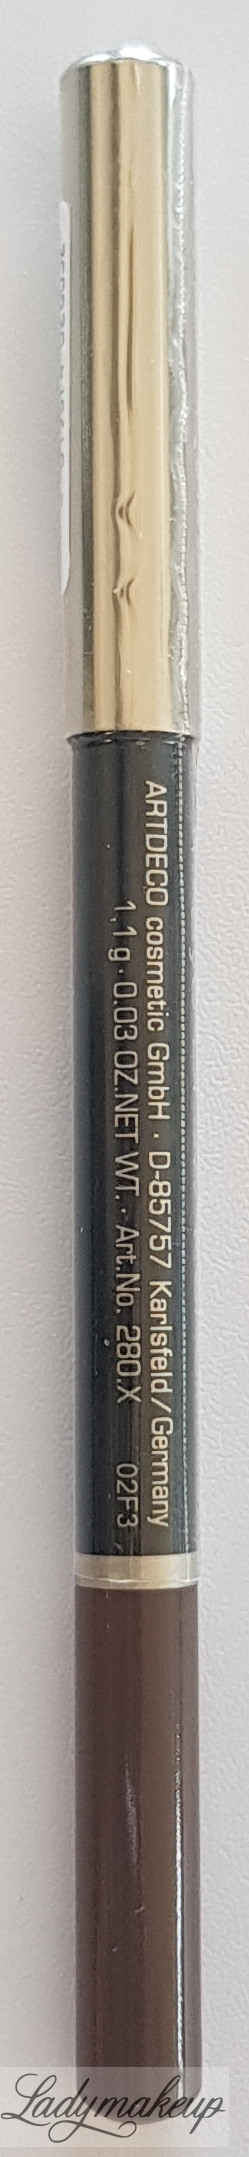 ARTDECO cosmetic GmbH · D-85757 Karlsfeld/Germany
1,1 g · 0.03 OZ.NET WT. · Art.No. 280.X 02F3
Ladymakeup